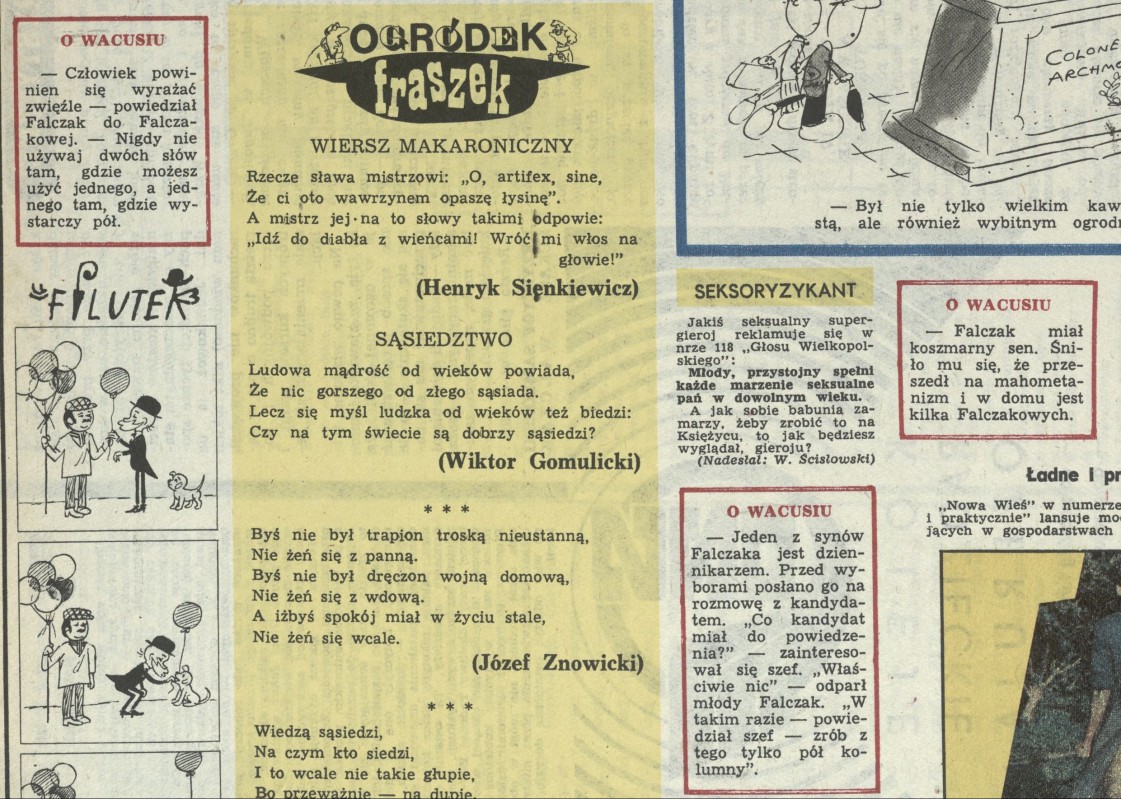 O WACUSIU
— Człowiek powi-
nien się wyrażać
zwięźle — powiedział
Falczak do Falcza-
kowej. — Nigdy nie
używaj dwóch słów
tam, gdzie możesz
użyć jednego, a jed-
nego tam, gdzie wy-
starczy pół.
„FILUTEK"
OGRÓDEK
fraszek
WIERSZ MAKARONICZNY
Rzecze sława mistrzowi: „O, artifex, sine,
Że ci oto wawrzynem opaszę łysinę".
A mistrz jej na to słowy takimi odpowie:
„Idź do diabła z wieńcami! Wróć mi włos na
głowie!"
(Henryk Sienkiewicz)
SĄSIEDZTWO
Ludowa mądrość od wieków powiada,
Że nic gorszego od złego sąsiada.
Lecz się myśl ludzka od wieków też biedzi:
Czy na tym świecie są dobrzy sąsiedzi?
(Wiktor Gomulicki)
* * *
Byś nie był trapion troską nieustanną,
Nie żeń się z panną.
Byś nie był dręczon wojną domową,
Nie żeń się z wdową.
A iżbyś spokój miał w życiu stale,
Nie żeń się wcale.
(Józef Znowicki)
* * *
Wiedzą sąsiedzi,
Na czym kto siedzi,
I to wcale nie takie głupie,
Bo przeważnie — na dupie.
COLONE
ARCHMO
— Był nie tylko wielkim kaw
stą, ale również wybitnym ogrodn
SEKSORYZYKANT
Jakiś seksualny super-
gieroj reklamuje się w
nrze 118 „Głosu Wielkopol-
skiego":
Młody, przystojny spełni
każde marzenie seksualne
pań w dowolnym wieku.
A jak sobie babunia za-
marzy, żeby zrobić to na
Księżycu, to jak będziesz
wyglądał, gieroju?
(Nadesłał: W. Ścisłowski)
O WACUSIU
— Jeden z synów
Falczaka jest dzien-
nikarzem. Przed wy-
borami posłano go na
rozmowę z kandyda-
tem. „Co kandydat
miał do powiedze-
nia?" — zaintereso-
wał się szef. „Właś-
ciwie nic" — odparł
młody Falczak. „W
takim razie — powie-
dział szef — zrób z
tego tylko pół ko-
lumny".
O WACUSIU
— Falczak miał
koszmarny sen. Śni-
ło mu się, że prze-
szedł na mahometa-
nizm i w domu jest
kilka Falczakowych.
Ładne i pr
„Nowa Wieś" w numerze
i praktycznie" lansuje mo
jących w gospodarstwach